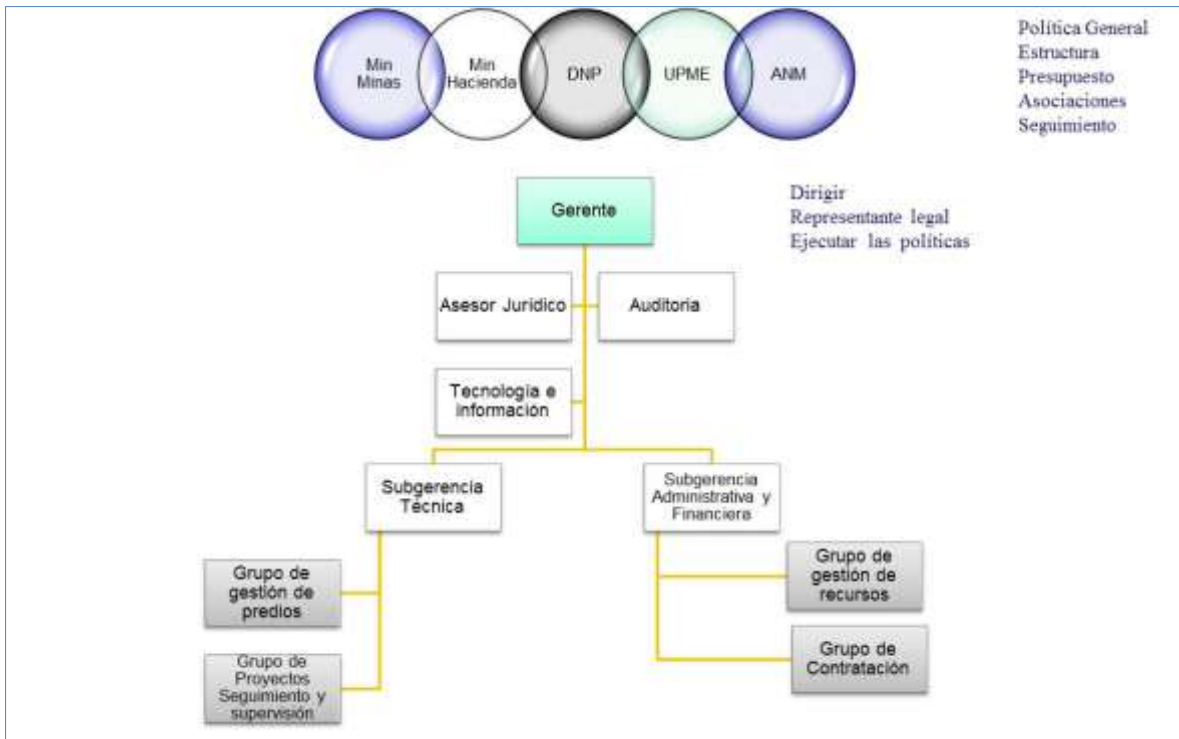 Min
Minas
Min
Hacienda
DNP
UPME
ANM
Política General
Estructura
Presupuesto
Asociaciones
Seguimiento
Gerente
Dirigir
Representante legal
Ejecutar las políticas
Asesor Jurídico
Auditoria
Tecnología e
información
Subgerencia
Técnica
Subgerencia
Administrativa y
Financiera
Grupo de
gestión de
predios
Grupo de
gestión de
recursos
Grupo de
Proyectos
Seguimiento y
supervisión
Grupo de
Contratación